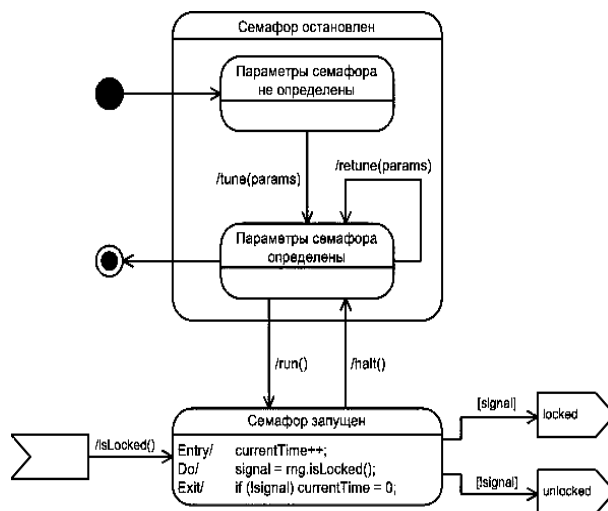 Семафор остановлен
Параметры семафора
не определены
/tune(params)
/retune(params)
Параметры семафора
определены
/run()
/halt()
/isLocked()
Семафор запущен
Entry/ currentTime++;
Do/ signal = rng.isLocked();
Exit/ if (!signal) currentTime = 0;
[signal]
locked
[!signal]
unlocked